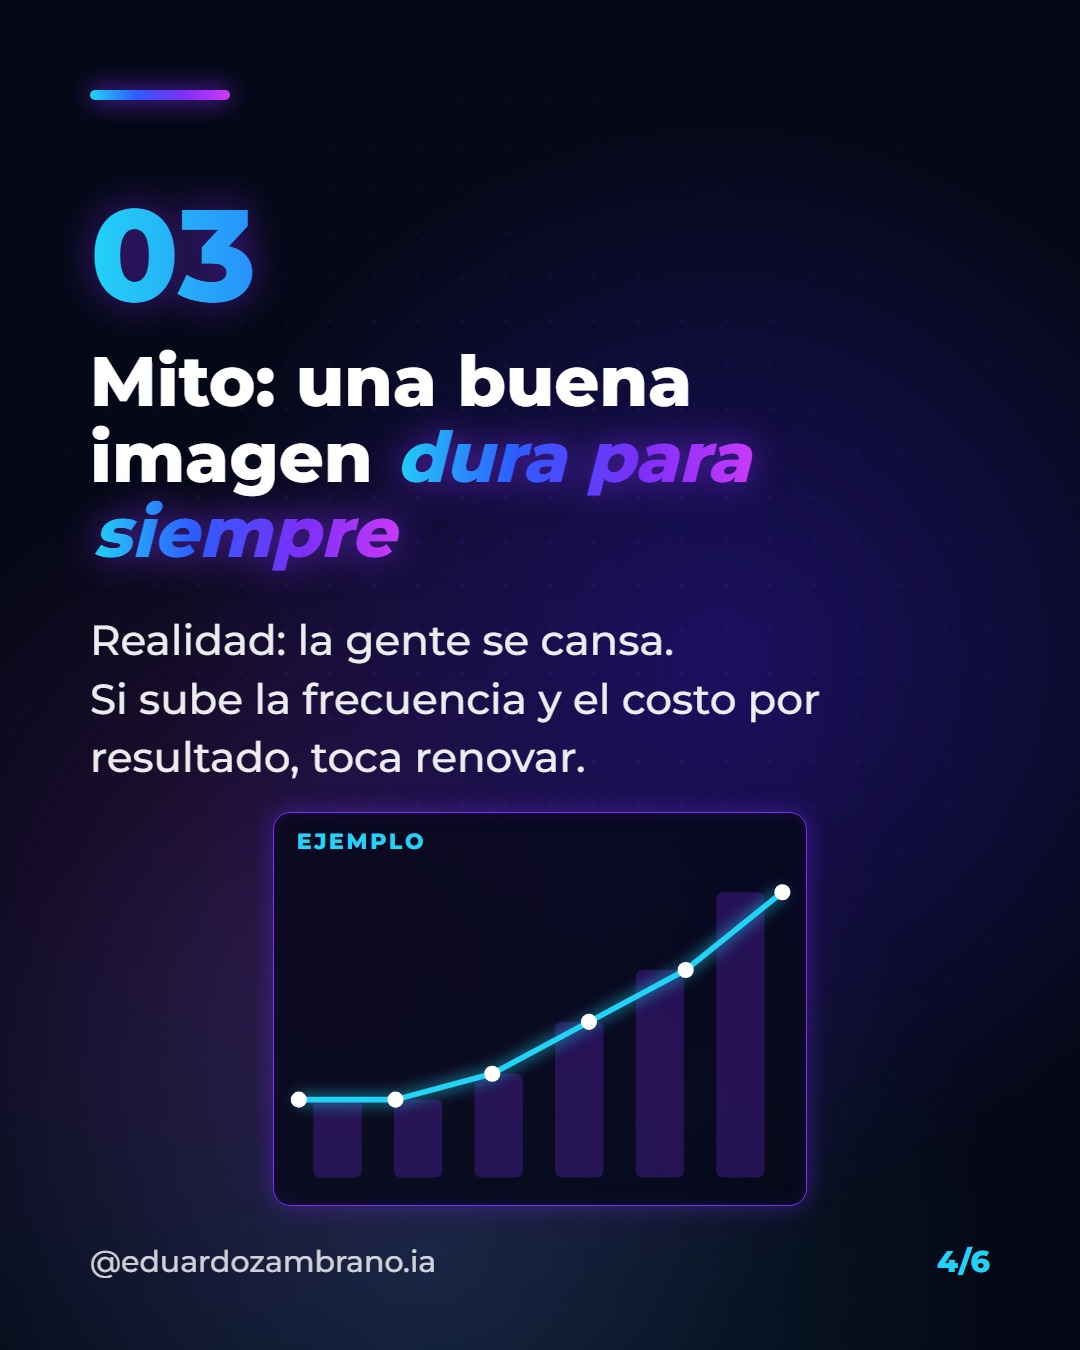 03
Mito: una buena
imagen dura para
siempre
Realidad: la gente se cansa.
Si sube la frecuencia y el costo por
resultado, toca renovar.
EJEMPLO
@eduardozambrano.ia
4/6